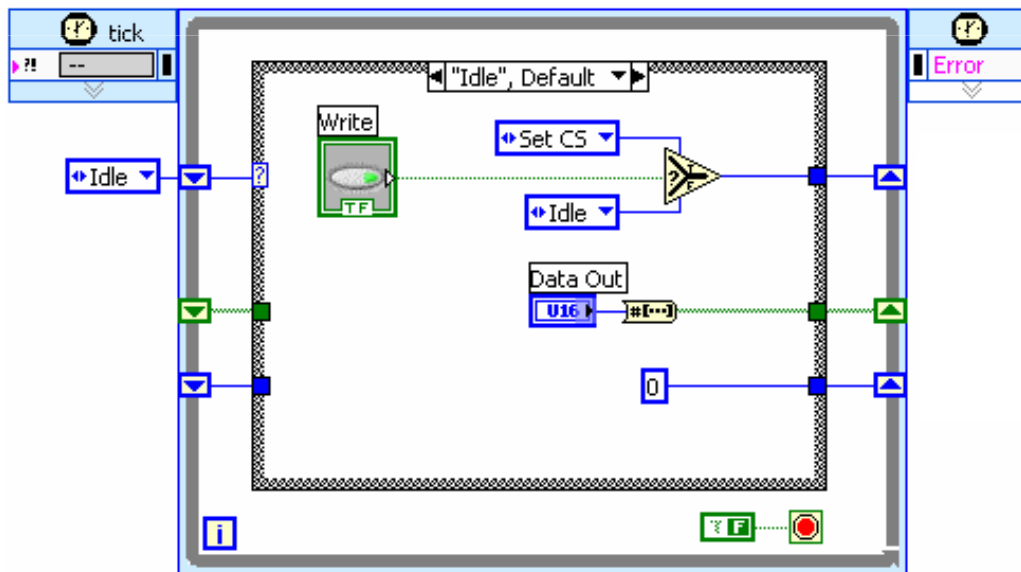 tick
?!
--
Error
"Idle", Default
Write
TF
Set CS
Idle
?
? T F
Idle
Data Out
U16
#[···]
0
i
F